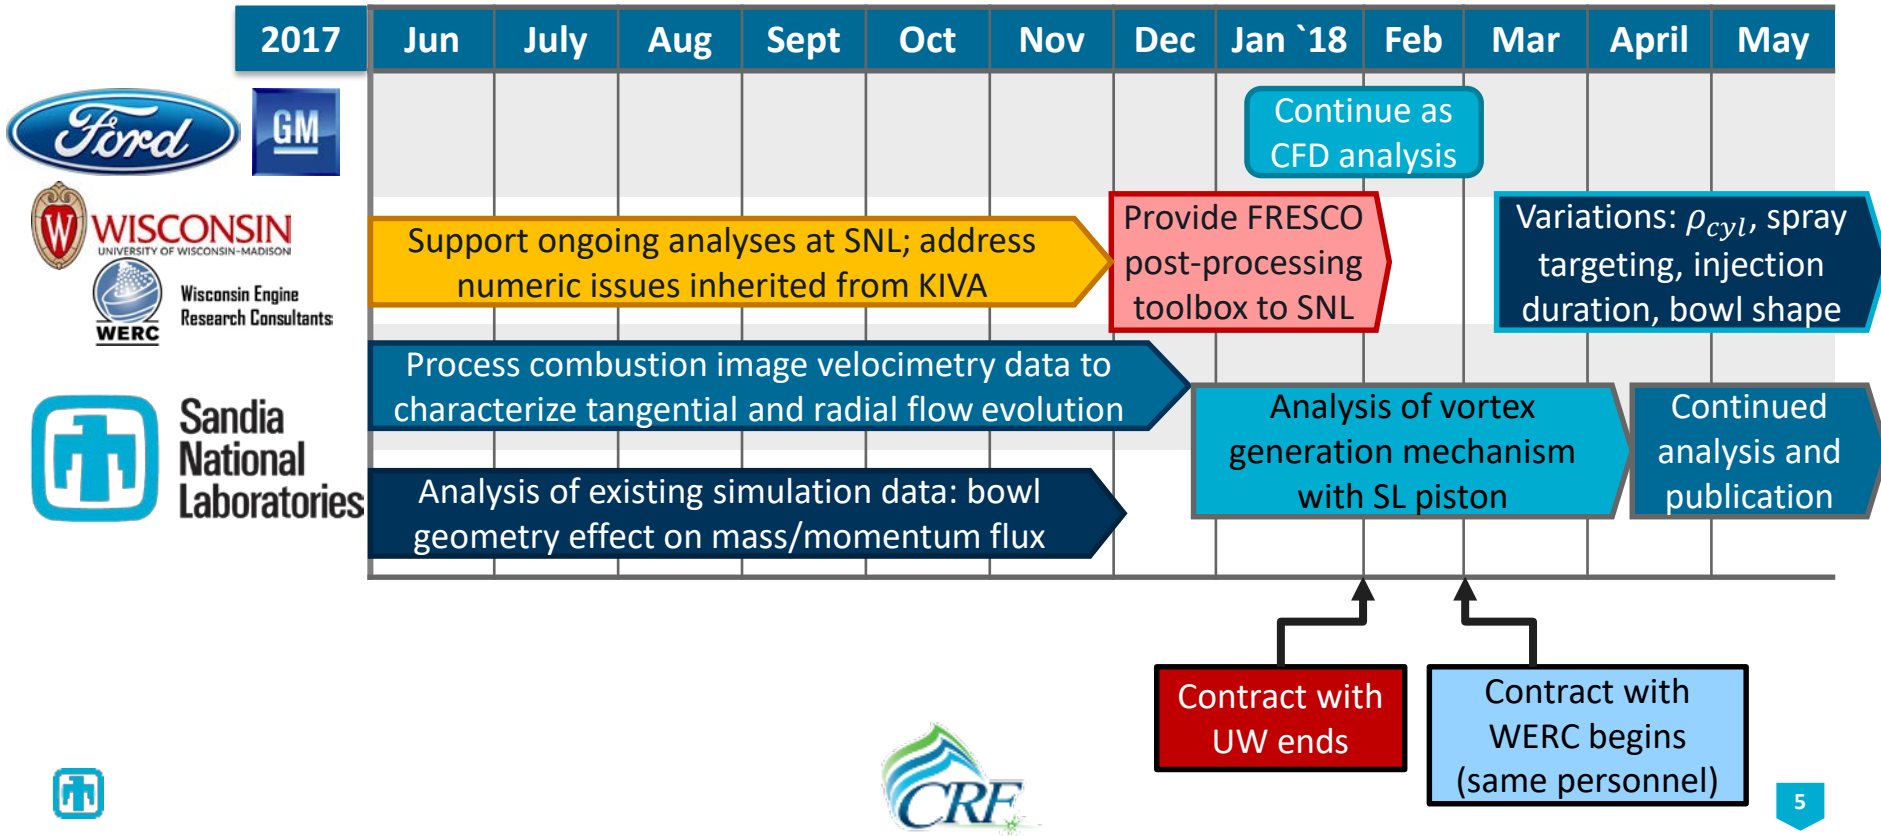 2017
Jun
July
Aug
Sept
Oct
Nov
Dec
Jan `18
Feb
Mar
April
May
Ford
GM
Continue as
CFD analysis
W WISCONSIN
UNIVERSITY OF WISCONSIN-MADISON
WERC
Wisconsin Engine
Research Consultants
Support ongoing analyses at SNL; address
numeric issues inherited from KIVA
Provide FRESCO
post-processing
toolbox to SNL
Variations: ρcyl, spray
targeting, injection
duration, bowl shape
Sandia
National
Laboratories
Process combustion image velocimetry data to
characterize tangential and radial flow evolution
Analysis of vortex
generation mechanism
with SL piston
Continued
analysis and
publication
Analysis of existing simulation data: bowl
geometry effect on mass/momentum flux
Contract with
UW ends
Contract with
WERC begins
(same personnel)
CRF
5